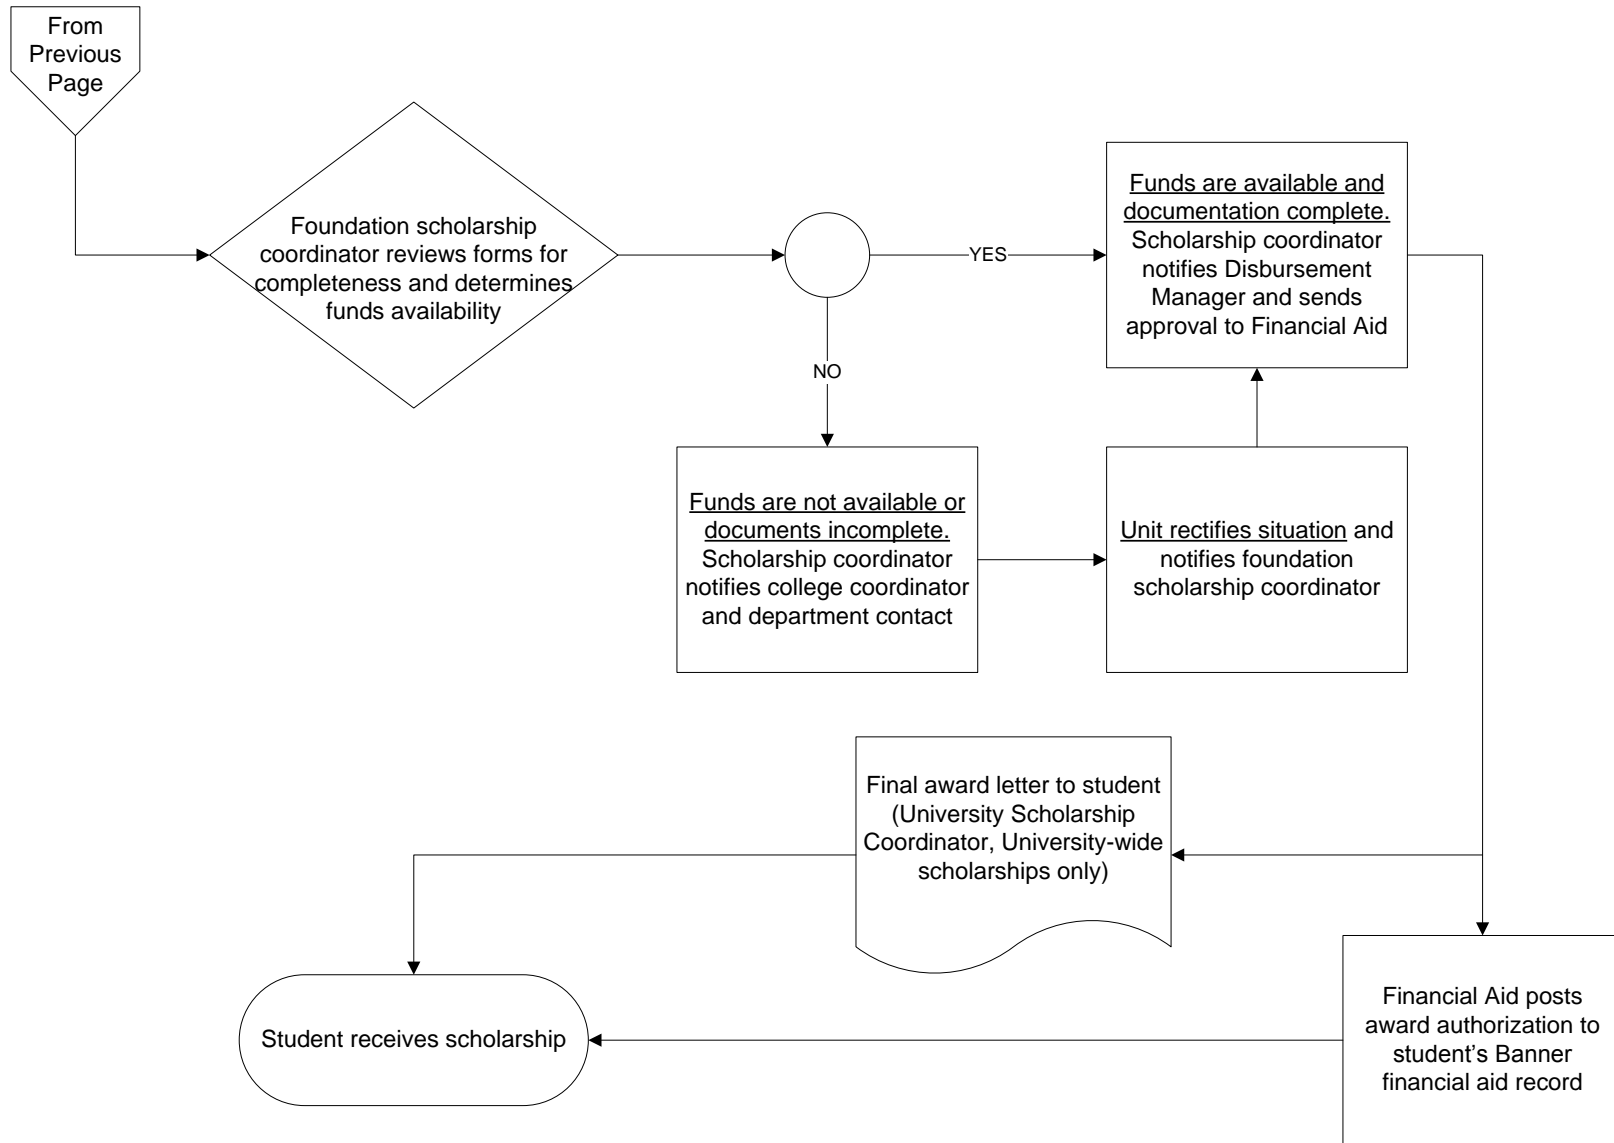 From
Previous
Page
Foundation scholarship
coordinator reviews forms for
completeness and determines
funds availability
YES
NO
Funds are available and
documentation complete.
Scholarship coordinator
notifies Disbursement
Manager and sends
approval to Financial Aid
Funds are not available or
documents incomplete.
Scholarship coordinator
notifies college coordinator
and department contact
Unit rectifies situation and
notifies foundation
scholarship coordinator
Final award letter to student
(University Scholarship
Coordinator, University-wide
scholarships only)
Financial Aid posts
award authorization to
student’s Banner
financial aid record
Student receives scholarship